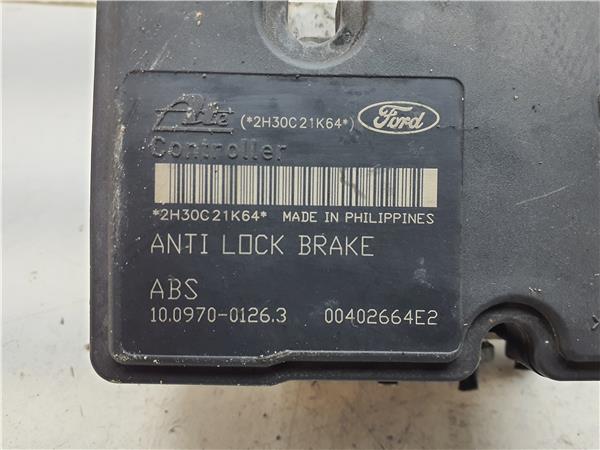 Ate (*2H30C21K64*) Ford
Controller
*2H30C21K64* MADE IN PHILIPPINES
ANTI LOCK BRAKE
ABS
10.0970-0126.3 00402664E2